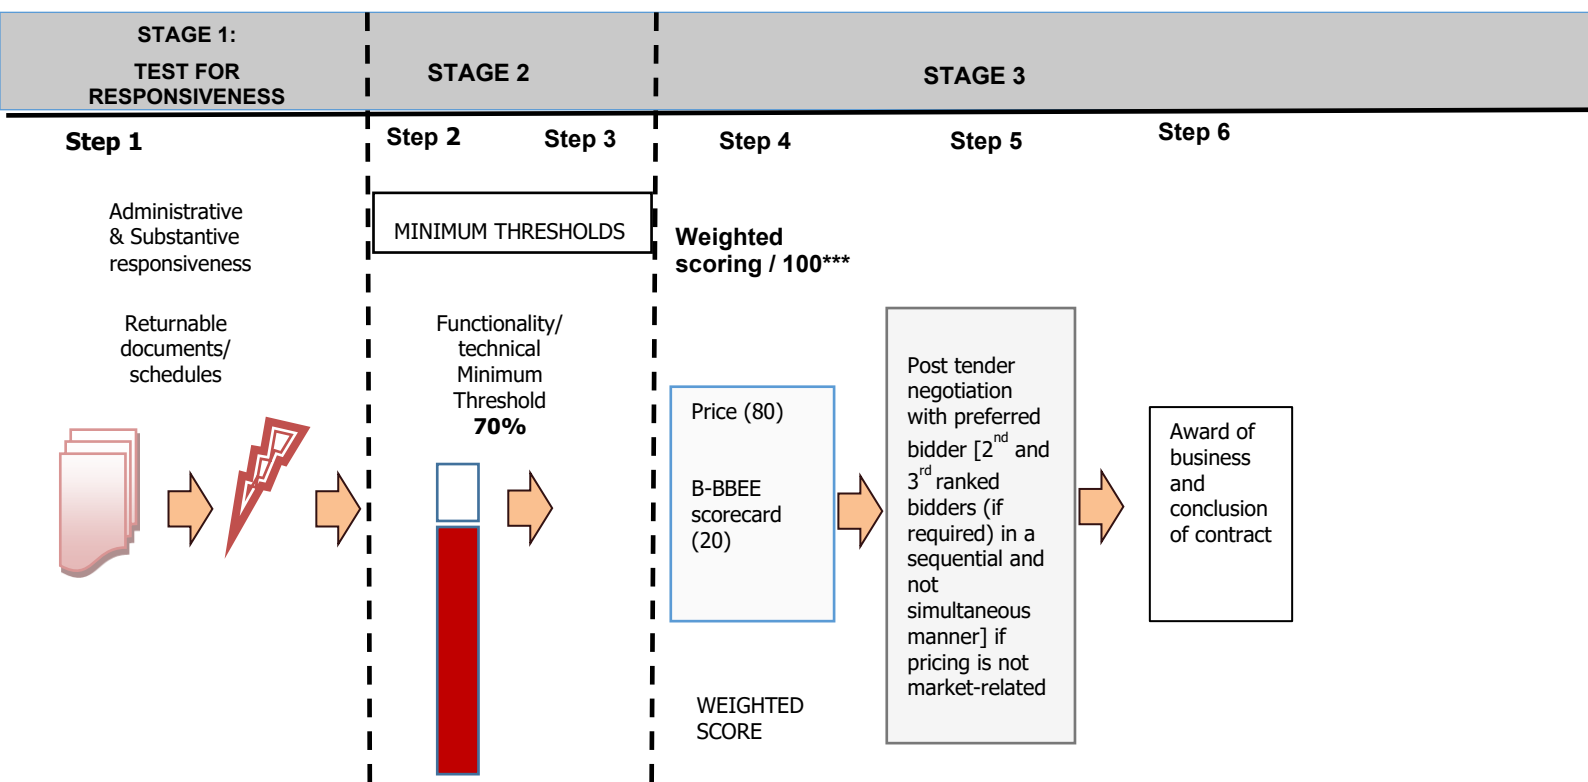 STAGE 1:
TEST FOR
RESPONSIVENESS
STAGE 2
STAGE 3
Step 1
Step 2
Step 3
Step 4
Step 5
Step 6
Administrative
& Substantive
responsiveness
Returnable
documents/
schedules
MINIMUM THRESHOLDS
Functionality/
technical
Minimum
Threshold
70%
Weighted
scoring / 100***
Price (80)
B-BBEE
scorecard
(20)
WEIGHTED
SCORE
Post tender
negotiation
with preferred
bidder [2nd and
3rd ranked
bidders (if
required) in a
sequential and
not
simultaneous
manner] if
pricing is not
market-related
Award of
business
and
conclusion
of contract